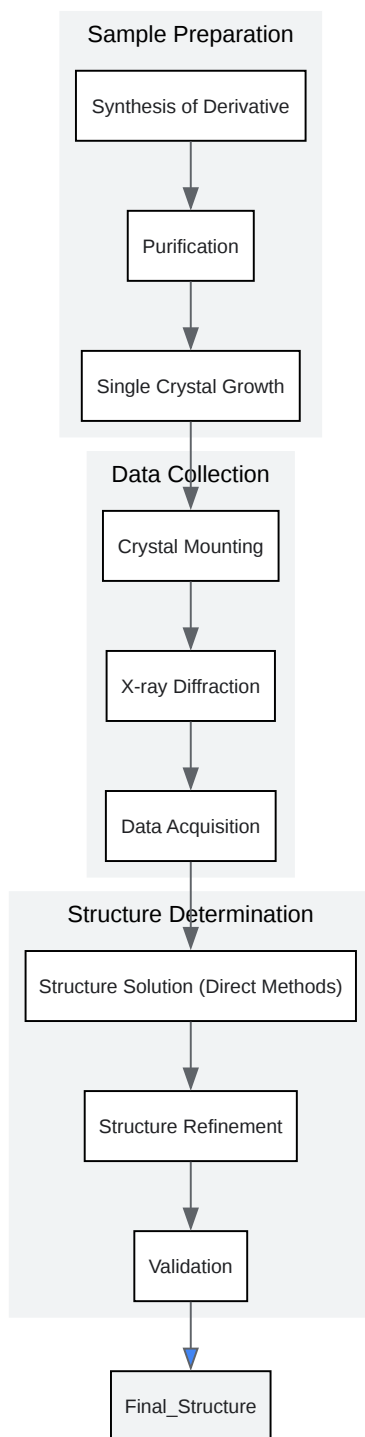 Sample Preparation
Synthesis of Derivative
Purification
Single Crystal Growth
Data Collection
Crystal Mounting
X-ray Diffraction
Data Acquisition
Structure Determination
Structure Solution (Direct Methods)
Structure Refinement
Validation
Final_Structure